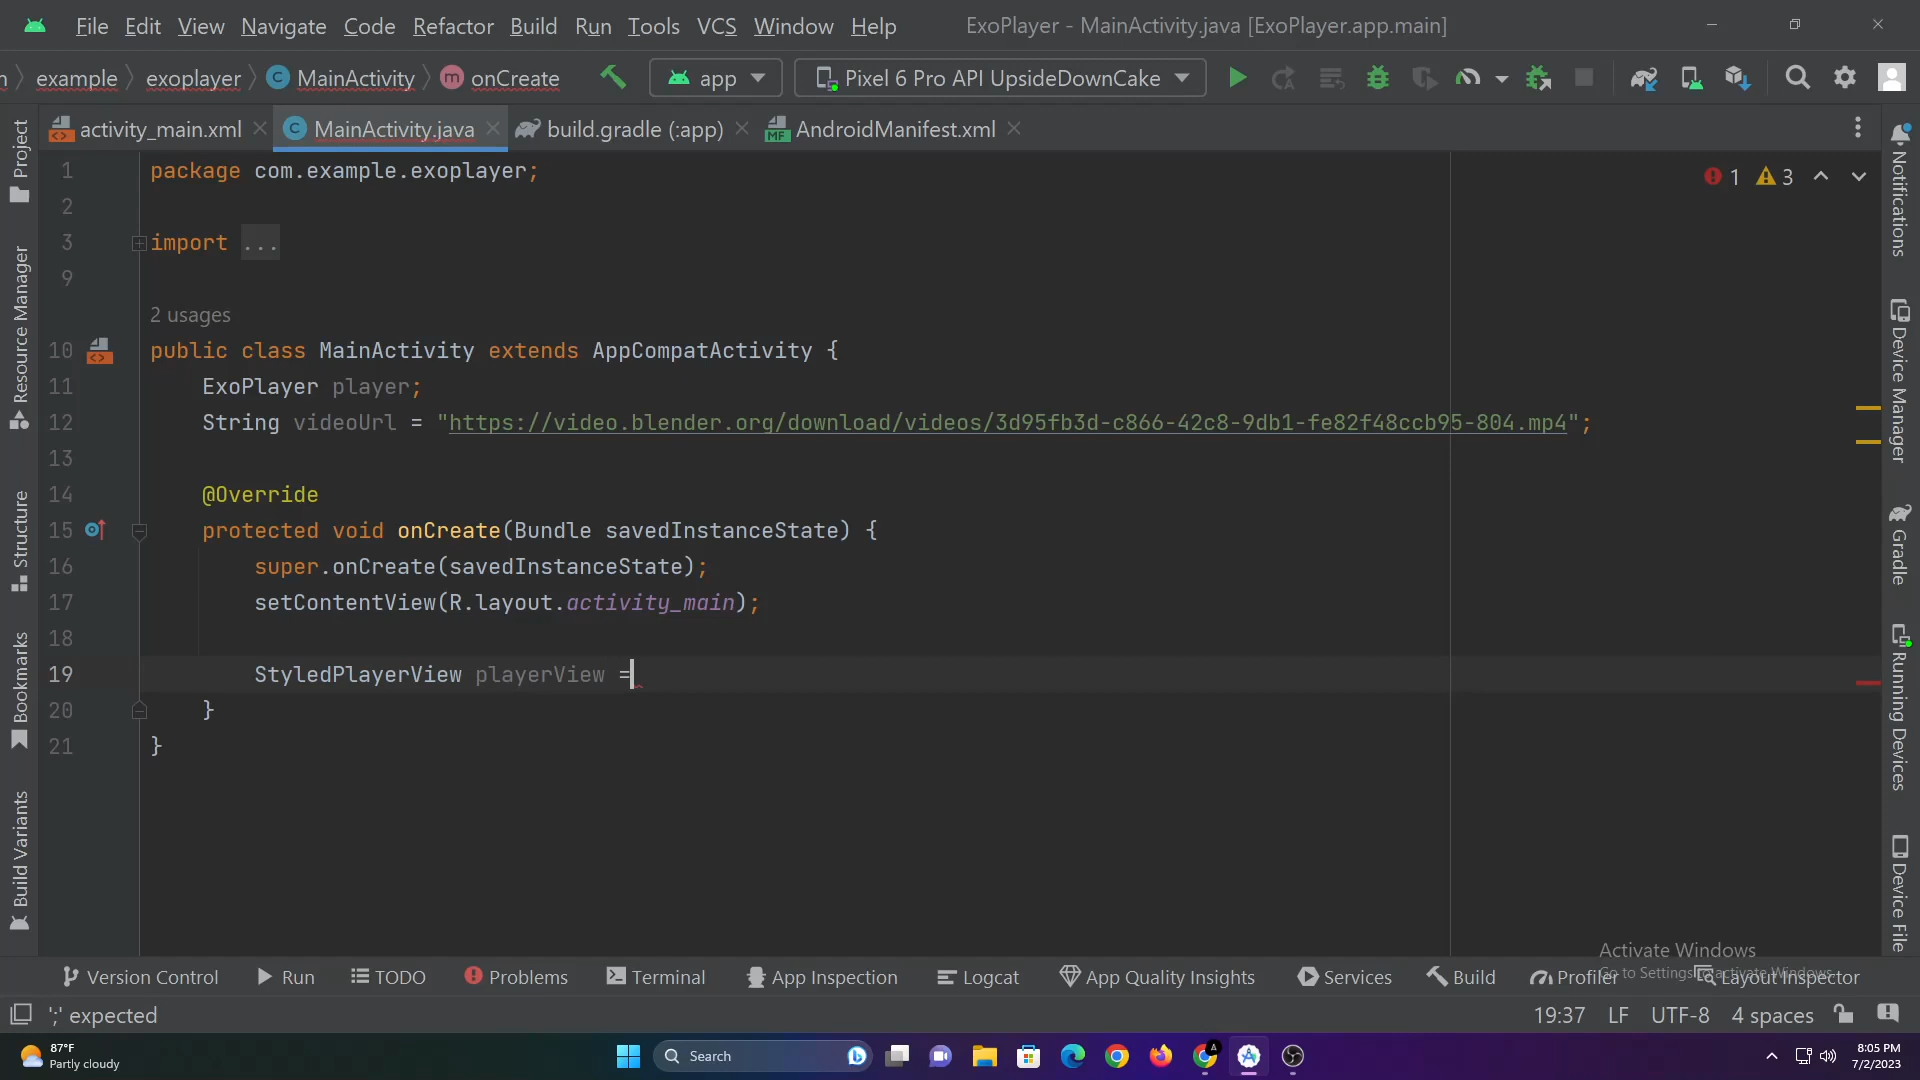 File Edit View Navigate Code Refactor Build Run Tools VCS Window Help ExoPlayer - MainActivity.java [ExoPlayer.app.main]
example exoplayer MainActivity onCreate app Pixel 6 Pro API UpsideDownCake
activity_main.xml MainActivity.java build.gradle (:app) AndroidManifest.xml
1 package com.example.exoplayer;
1 3
2
3 import ...
9
2 usages
10 public class MainActivity extends AppCompatActivity {
11 ExoPlayer player;
12 String videoUrl = "https://video.blender.org/download/videos/3d95fb3d-c866-42c8-9db1-fe82f48ccb95-804.mp4";
13
14 @Override
15 protected void onCreate(Bundle savedInstanceState) {
16 super.onCreate(savedInstanceState);
17 setContentView(R.layout.activity_main);
18
19 StyledPlayerView playerView =
20 }
21 }
Project
Resource Manager
Structure
Bookmarks
Build Variants
Notifications
Device Manager
Gradle
Running Devices
Device File
Activate Windows
Go to Settings to activate Windows.
Version Control Run TODO Problems Terminal App Inspection Logcat App Quality Insights Services Build Profiler Layout Inspector
';' expected 19:37 LF UTF-8 4 spaces
87°F
Partly cloudy
Search
8:05 PM
7/2/2023